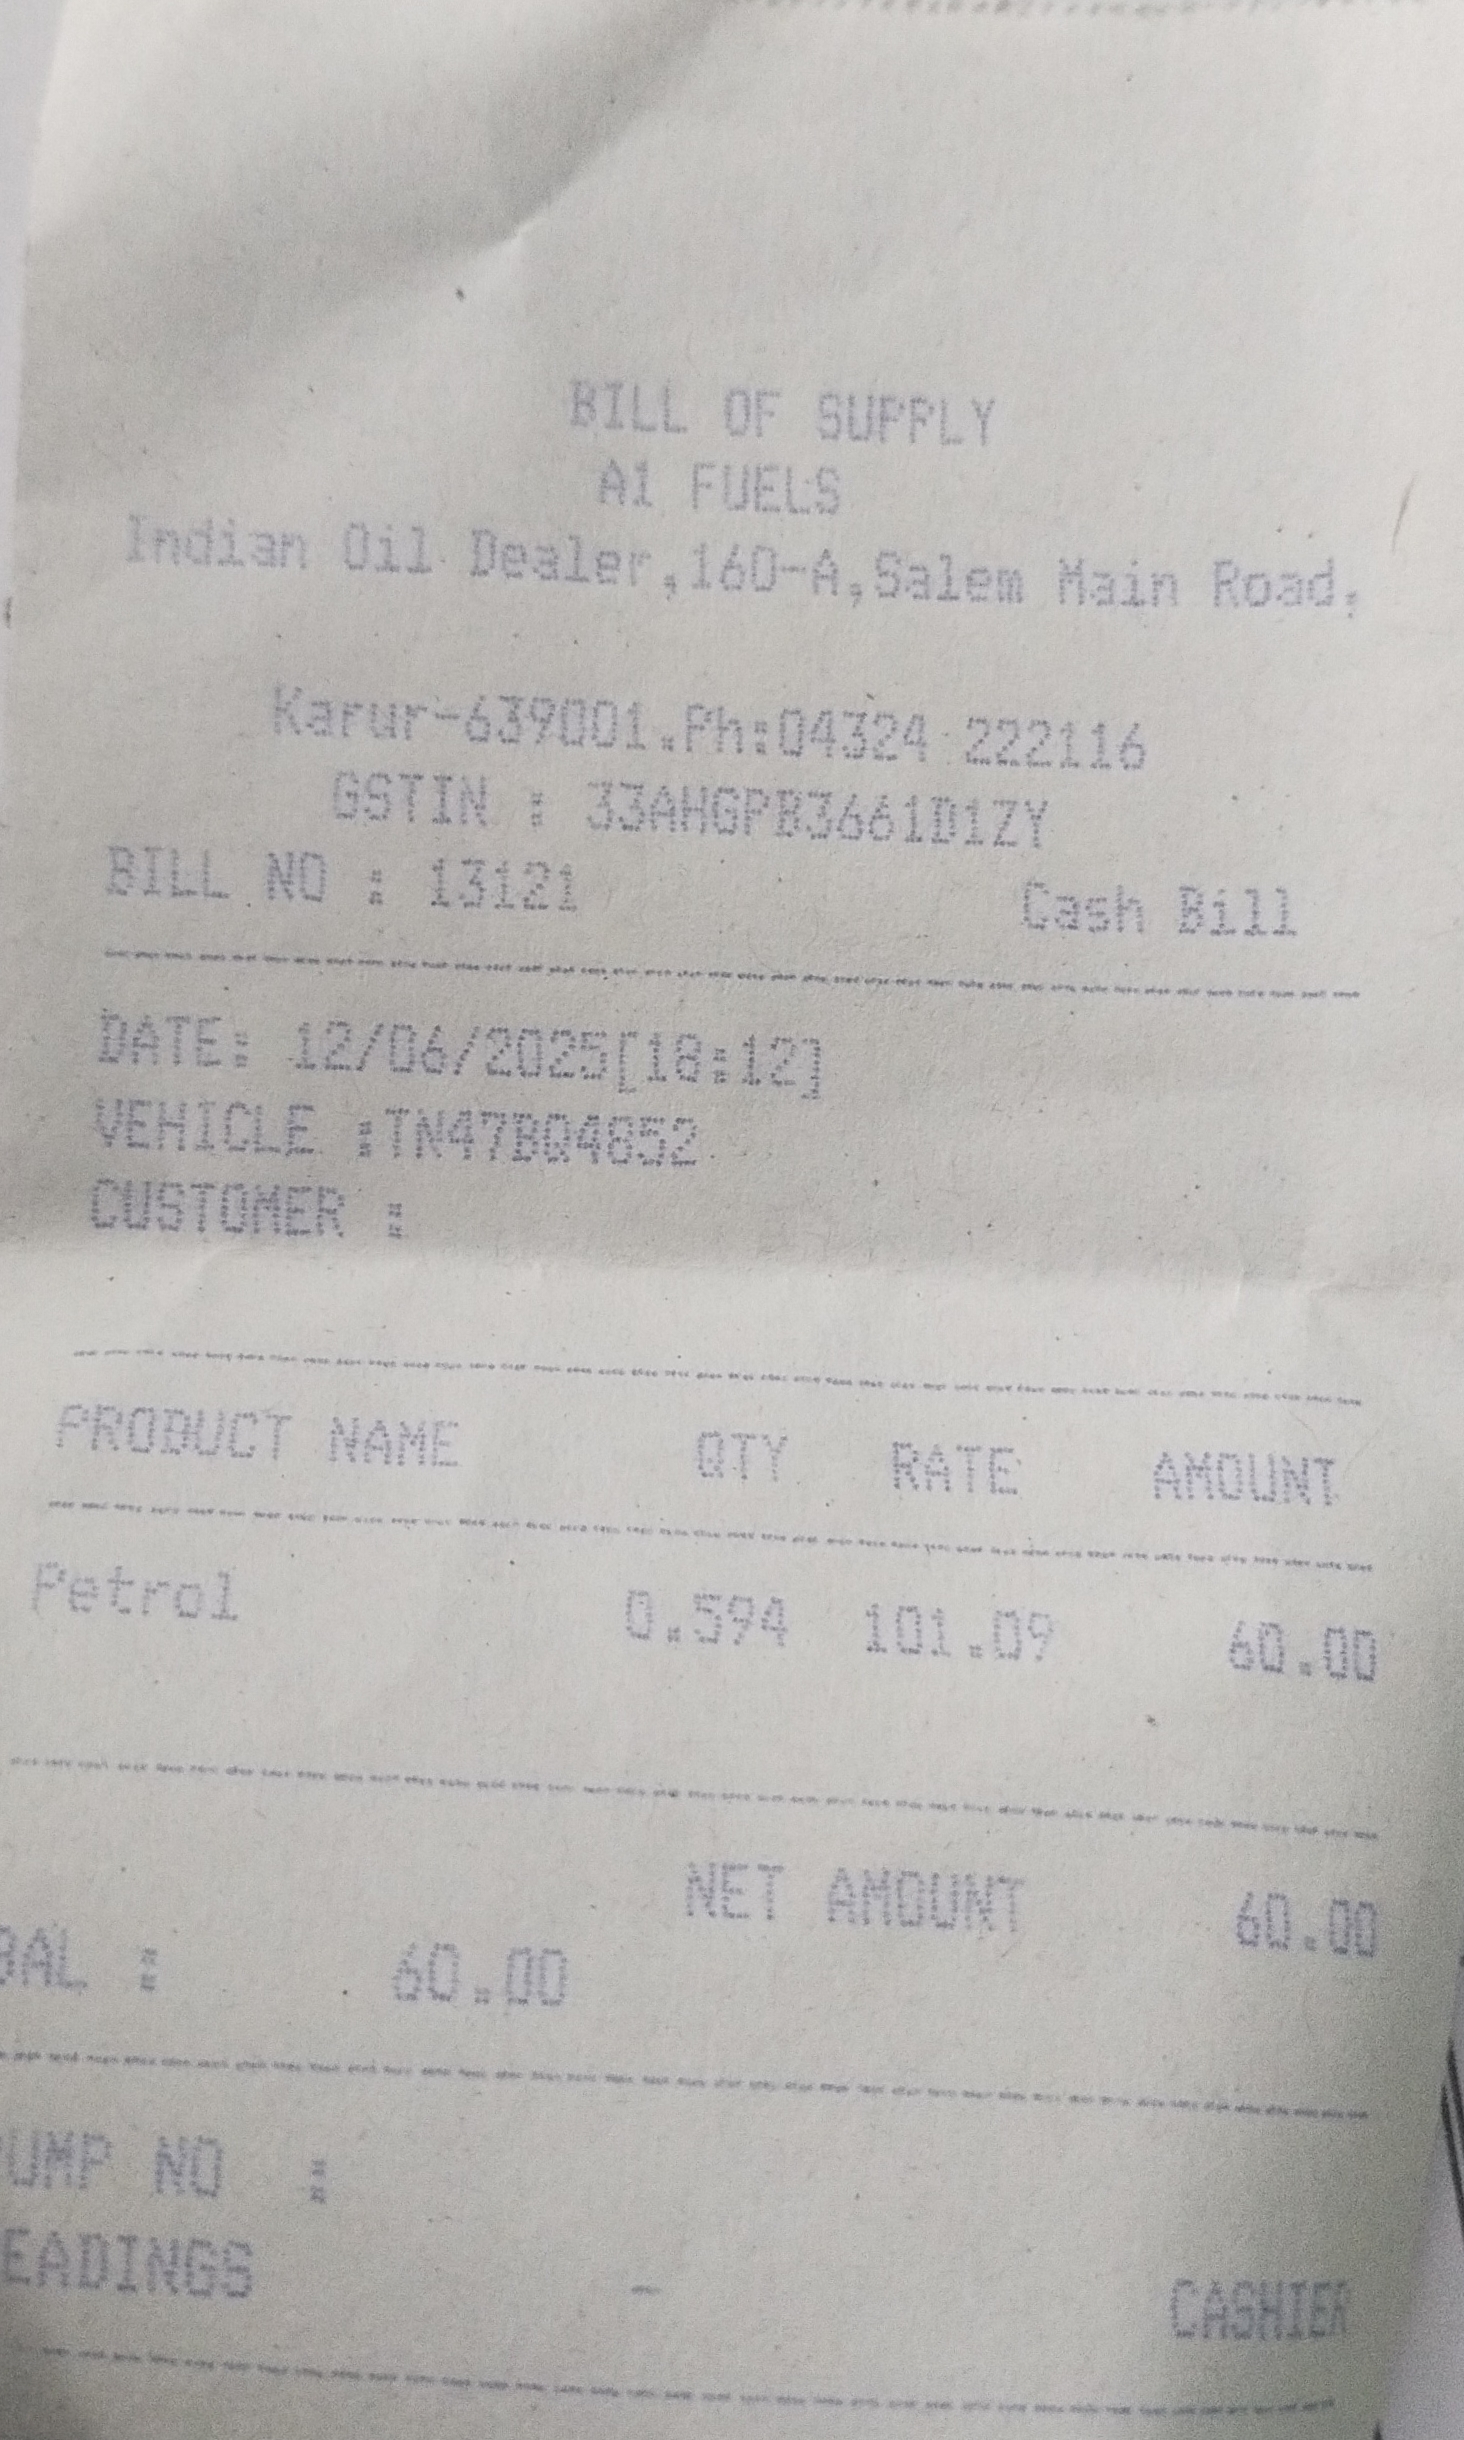 BILL OF SUPPLY
A1 FUELS
Indian Oil Dealer,160-A,Salem Main Road,
Karur-639001.Ph:04324 222116
GSTIN : 33AHGPB3661D1ZY
BILL NO : 13121 Cash Bill
DATE: 12/06/2025[18:12]
VEHICLE :
CUSTOMER :
PRODUCT NAME QTY RATE AMOUNT
Petrol 0.594 101.09 60.00
NET AMOUNT 60.00
BAL : 60.00
UMP NO :
EADINGS - CASHIER